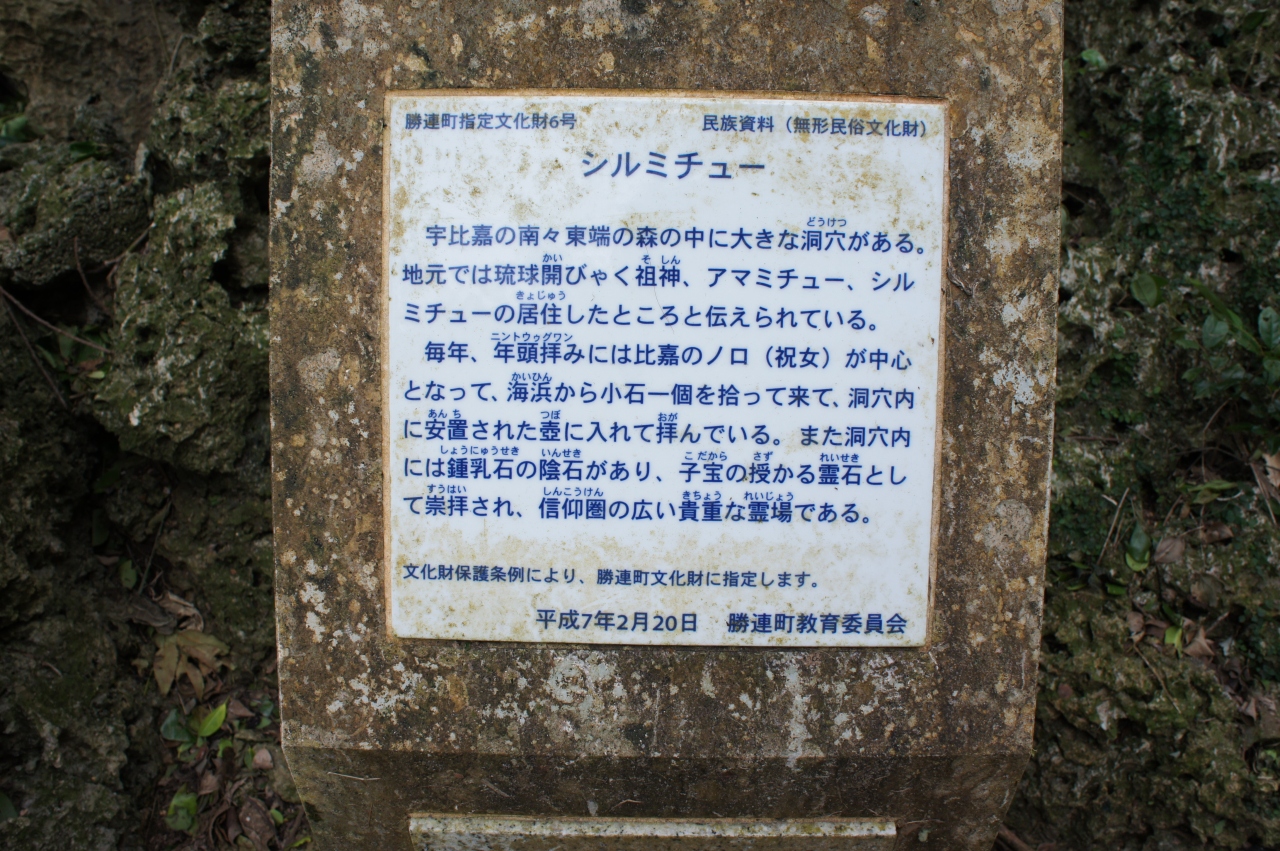 勝連町指定文化財6号　民族資料（無形民俗文化財）
シルミチュー
字比嘉の南々東端の森の中に大きな洞穴がある。
地元では琉球開びゃく祖神、アマミチュー、シル
ミチューの居住したところと伝えられている。
毎年、年頭拝みには比嘉のノロ（祝女）が中心
となって、海浜から小石一個を拾って来て、洞穴内
に安置された壺に入れて拝んでいる。また洞穴内
には鍾乳石の陰石があり、子宝の授かる霊石とし
て崇拝され、信仰圏の広い貴重な霊場である。
文化財保護条例により、勝連町文化財に指定します。
平成7年2月20日　勝連町教育委員会